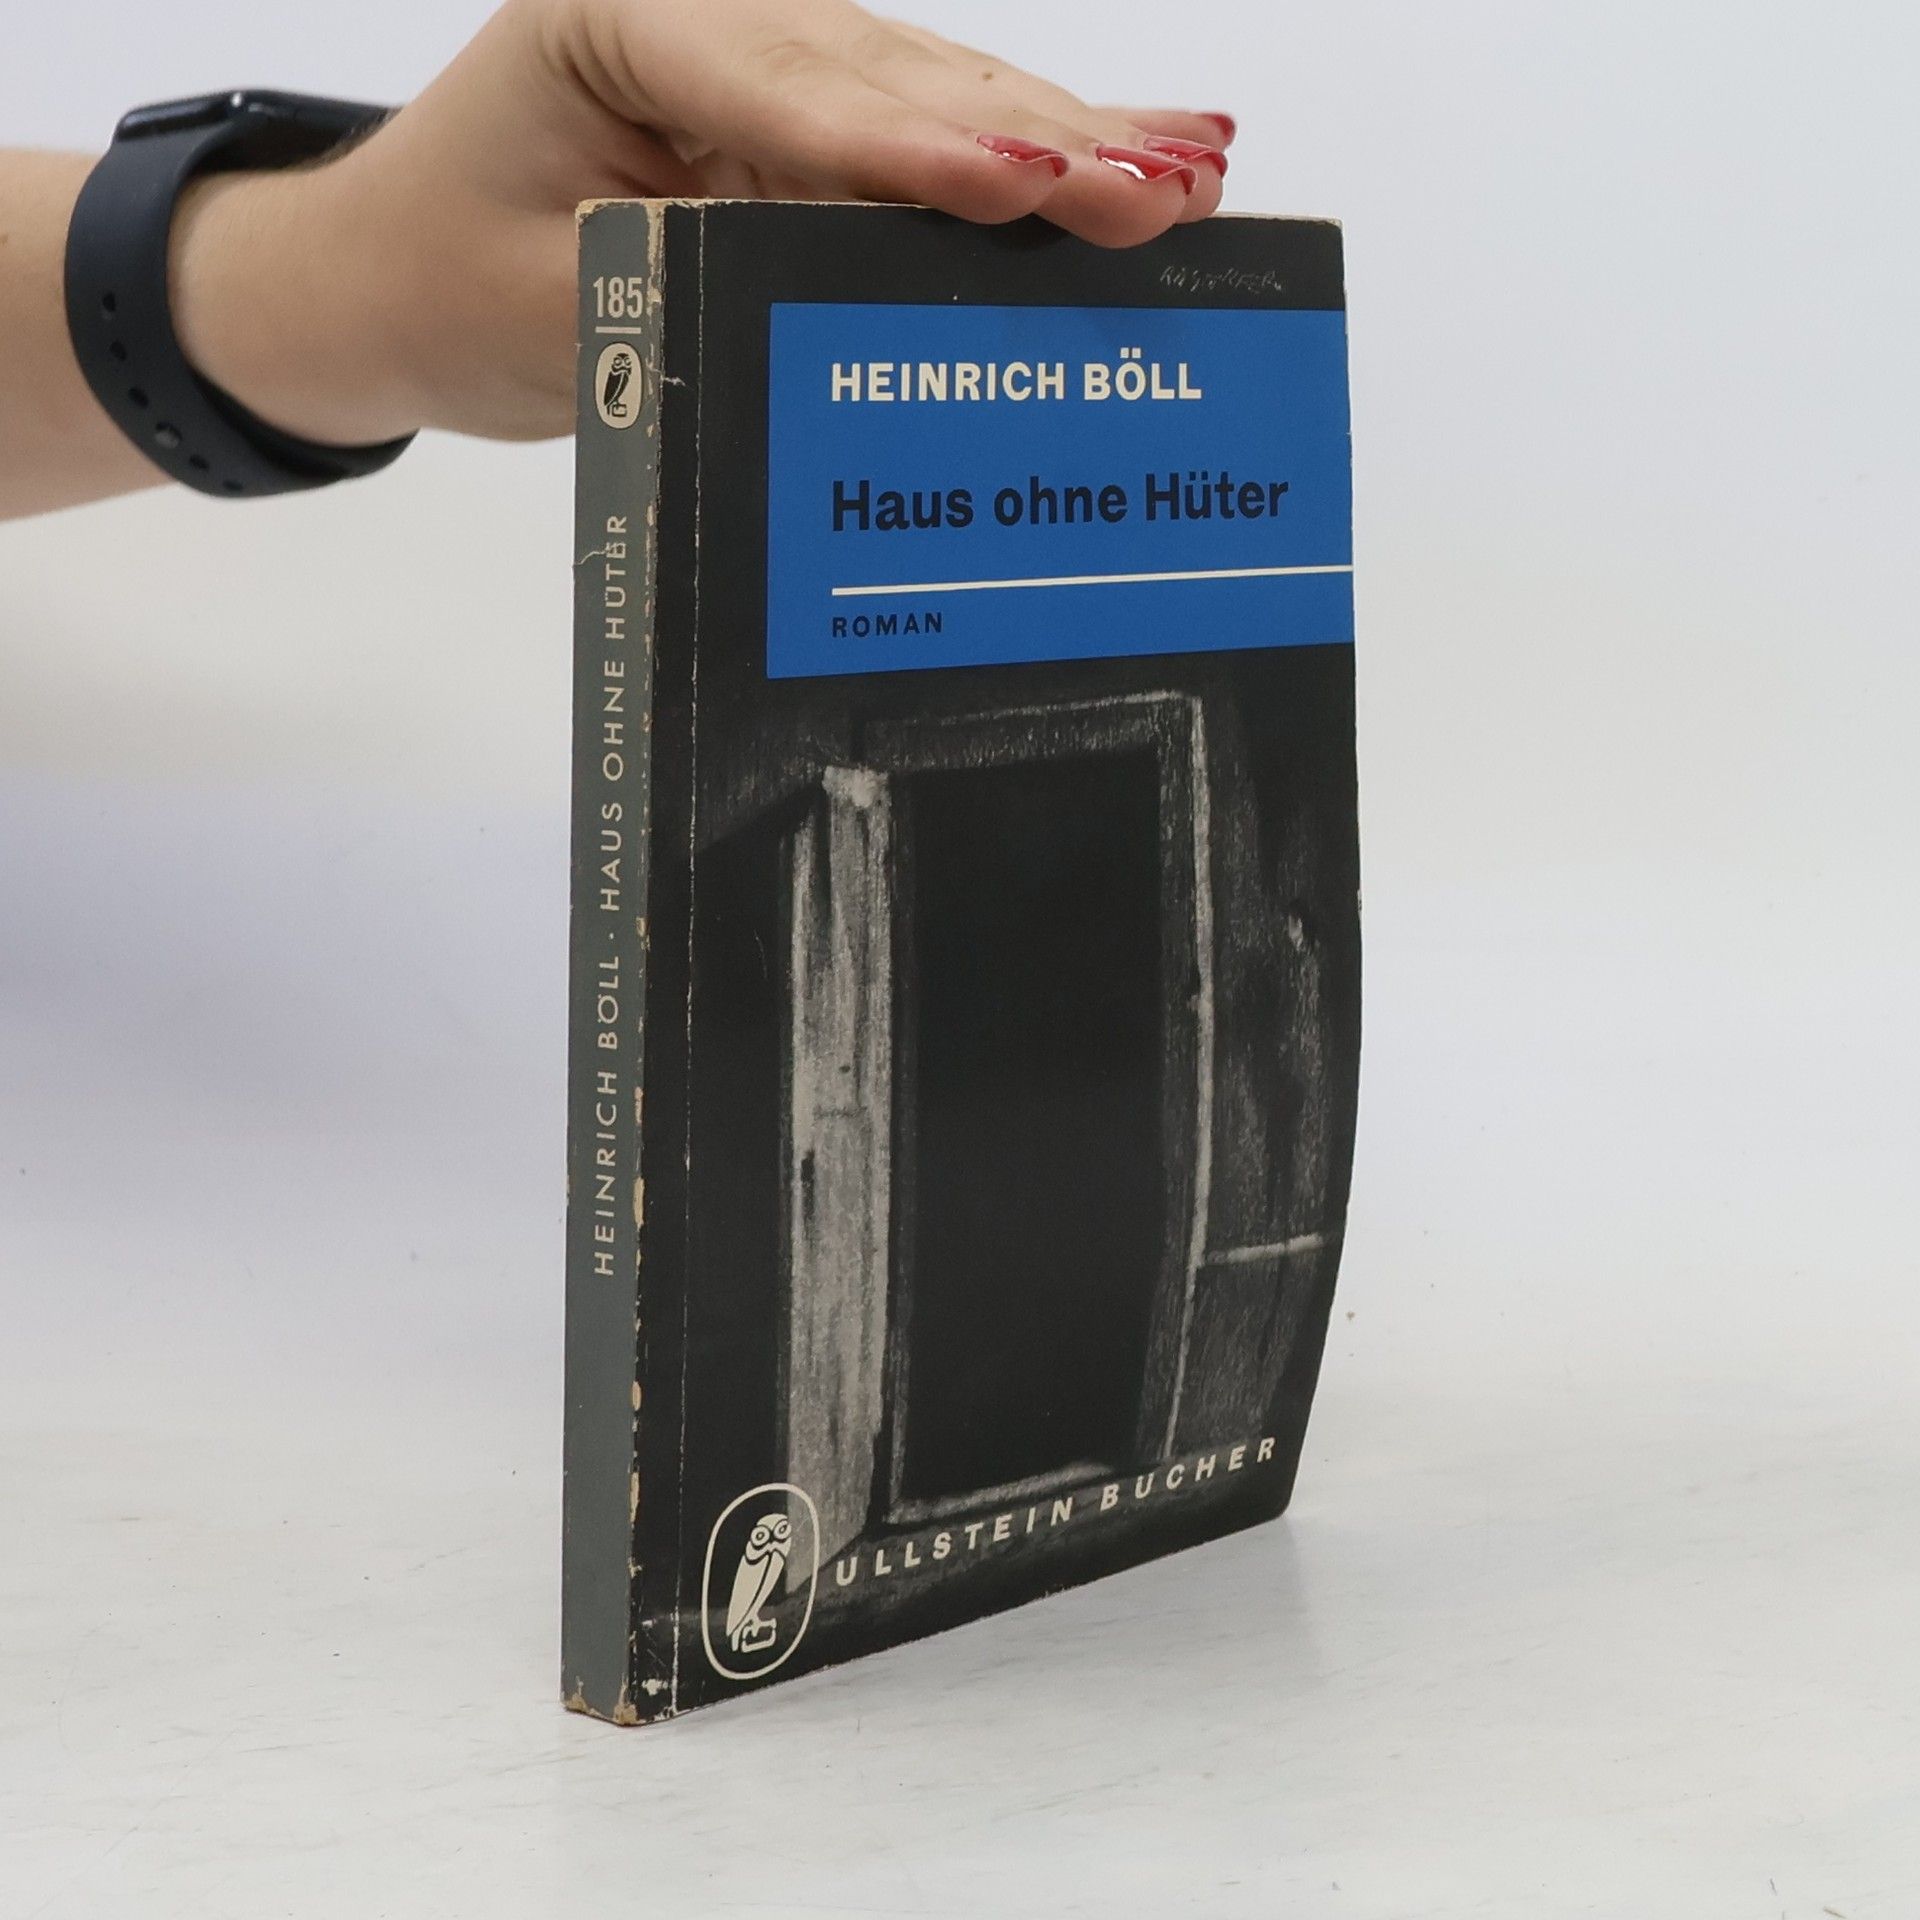 185
HEINRICH BÖLL · HAUS OHNE HÜTER
HEINRICH BÖLL
Haus ohne Hüter
ROMAN
ULLSTEIN BÜCHER